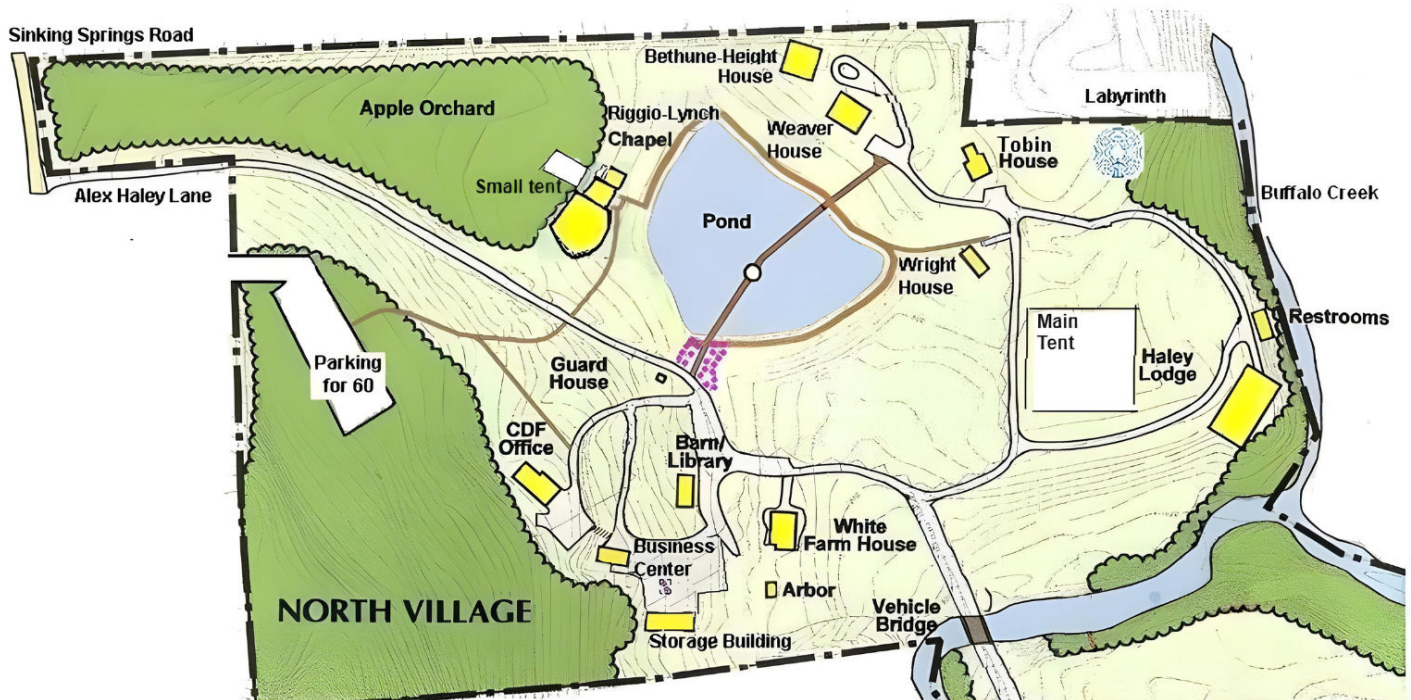 Sinking Springs Road
Apple Orchard
Alex Haley Lane
Bethune-Height
House
Riggio-Lynch
Chapel
Small tent
Weaver
House
Pond
Labyrinth
Tobin
House
Buffalo Creek
Wright
House
Restrooms
Main
Tent
Haley
Lodge
Parking
for 60
Guard
House
CDF
Office
Barn/
Library
White
Farm House
Business
Center
Arbor
NORTH VILLAGE
Storage Building
Vehicle
Bridge